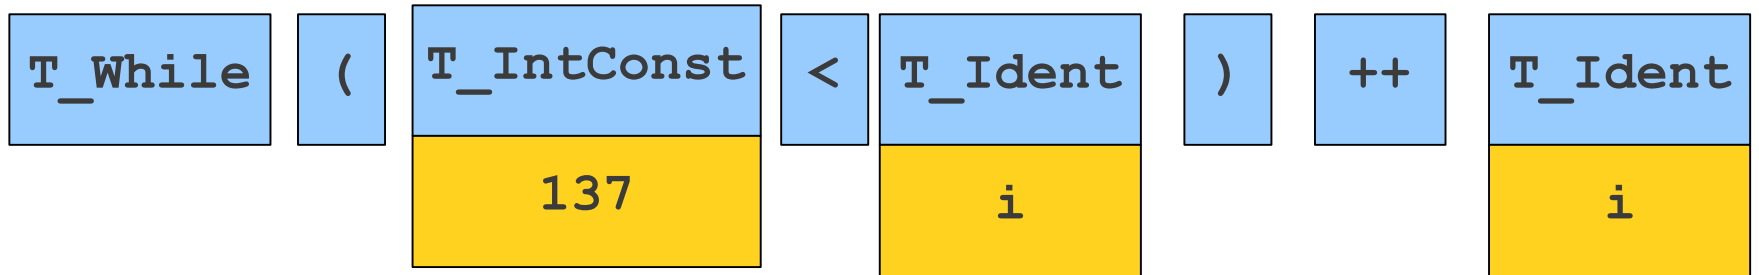 T_While ( T_IntConst < T_Ident ) ++ T_Ident
137 i i